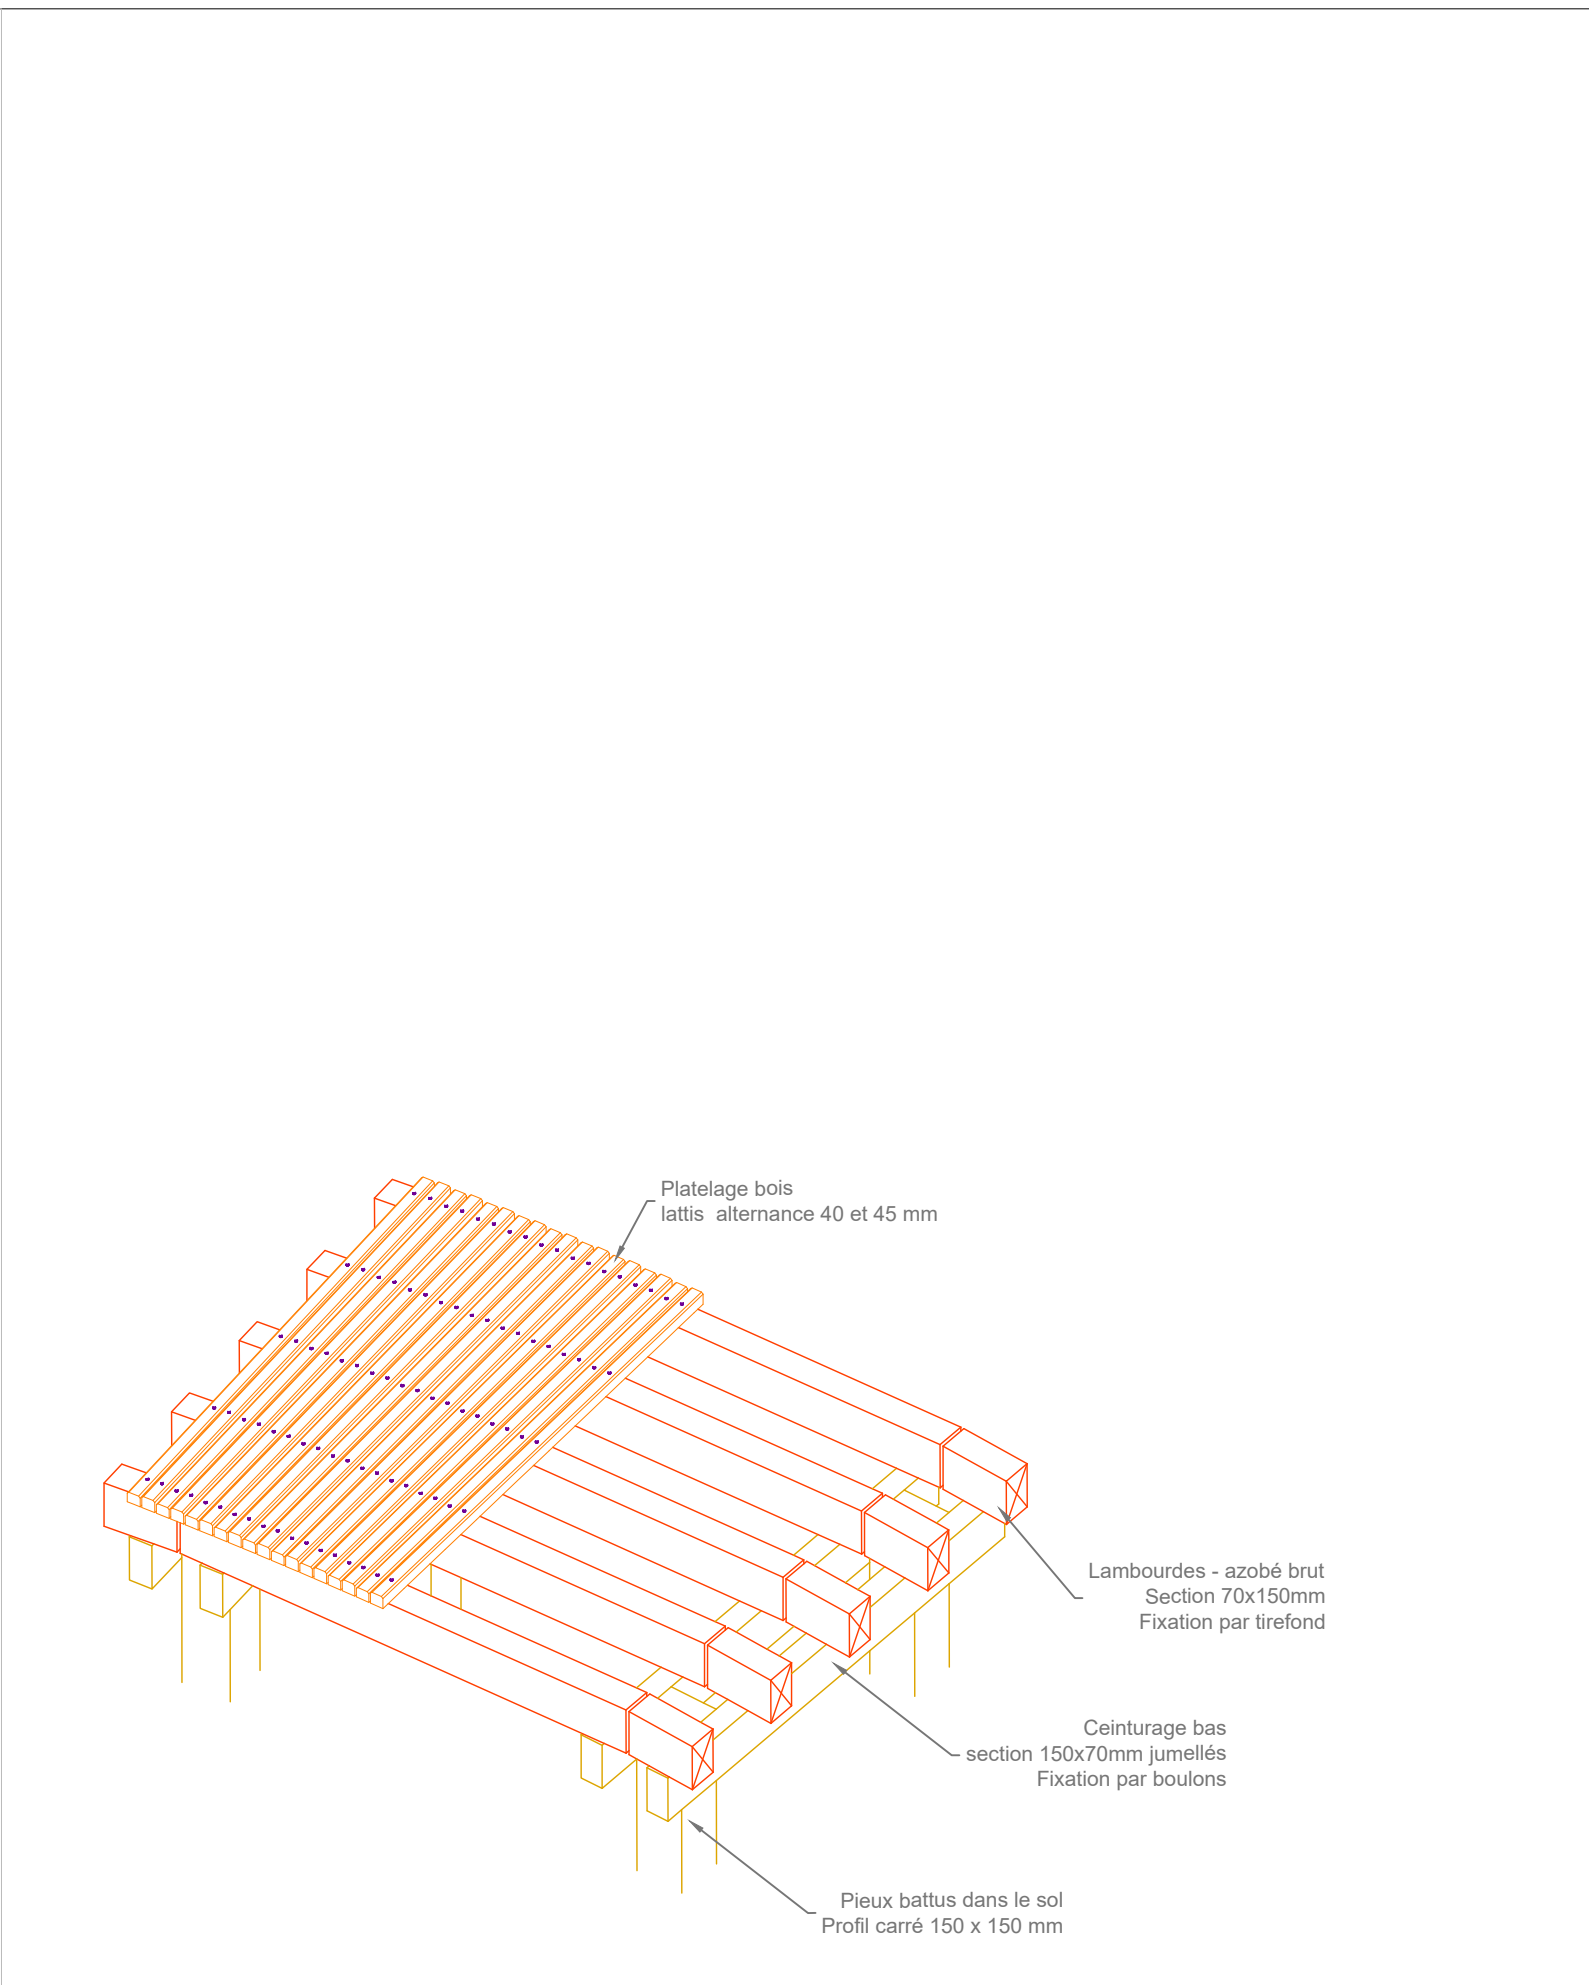 Platelage bois
lattis  alternance 40 et 45 mm
Lambourdes - azobé brut
Section 70x150mm
Fixation par tirefond
Ceinturage bas
section 150x70mm jumellés
Fixation par boulons
Pieux battus dans le sol
Profil carré 150 x 150 mm